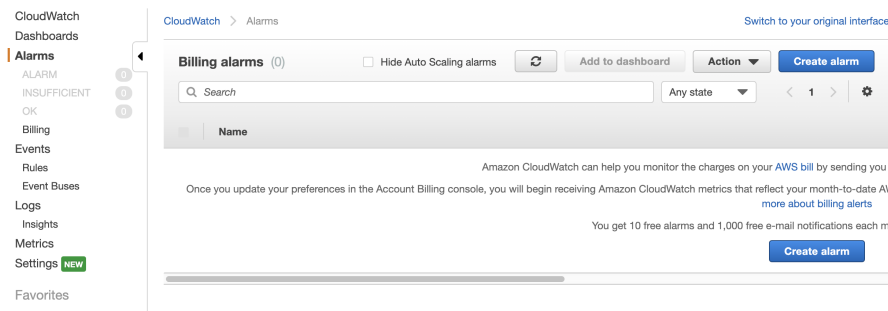 CloudWatch
Dashboards
Alarms
ALARM 0
INSUFFICIENT 0
OK 0
Billing
Events
Rules
Event Buses
Logs
Insights
Metrics
Settings NEW
Favorites
CloudWatch > Alarms
Switch to your original interface
Billing alarms (0)
Hide Auto Scaling alarms
Add to dashboard
Action
Create alarm
Search
Any state
< 1 >
Name
Amazon CloudWatch can help you monitor the charges on your AWS bill by sending you
Once you update your preferences in the Account Billing console, you will begin receiving Amazon CloudWatch metrics that reflect your month-to-date
more about billing alerts
You get 10 free alarms and 1,000 free e-mail notifications each
Create alarm